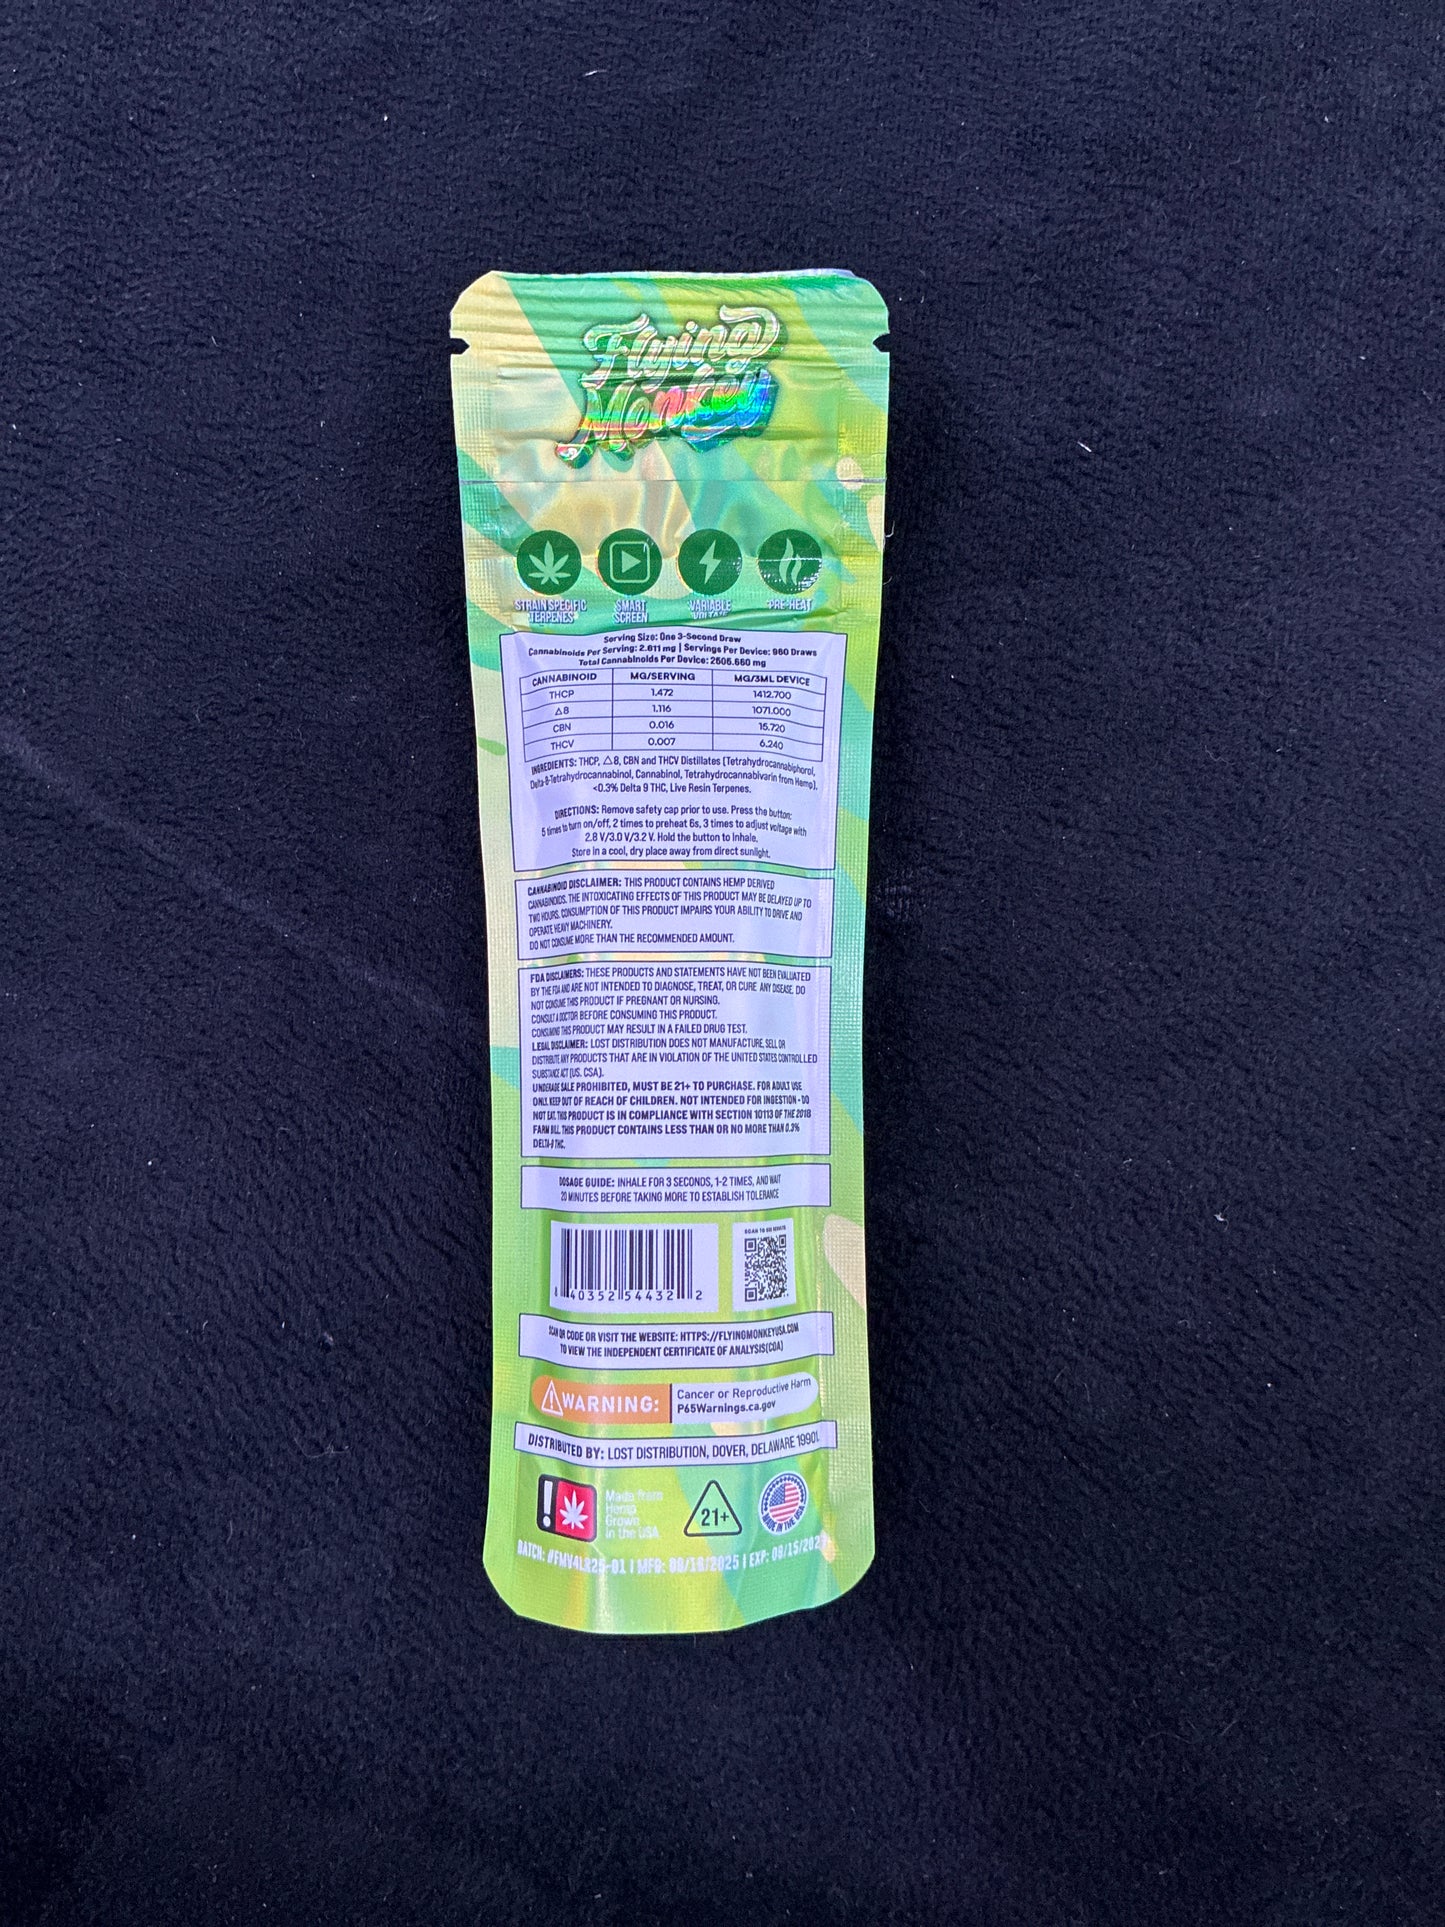 Flying
Monkey
STRAIN SPECIFIC TERPENES
SMART SCREEN
VARIABLE VOLTAGE
PRE-HEAT
Serving Size: One 3-Second Draw
Cannabinoids Per Serving: 2.611 mg | Servings Per Device: 960 Draws
Total Cannabinoids Per Device: 2505.660 mg
CANNABINOID MG/SERVING MG/3ML DEVICE
THCP 1.472 1412.700
△8 1.116 1071.000
CBN 0.016 15.720
THCV 0.007 6.240
INGREDIENTS: THCP, △8, CBN and THCV Distillates (Tetrahydrocannabiphorol,
Delta-8-Tetrahydrocannabinol, Cannabinol, Tetrahydrocannabivarin from Hemp),
<0.3% Delta 9 THC, Live Resin Terpenes.
DIRECTIONS: Remove safety cap prior to use. Press the button:
5 times to turn on/off, 2 times to preheat 6s, 3 times to adjust voltage with
2.8 V/3.0 V/3.2 V. Hold the button to inhale.
Store in a cool, dry place away from direct sunlight.
CANNABINOID DISCLAIMER: THIS PRODUCT CONTAINS HEMP DERIVED
CANNABINOIDS. THE INTOXICATING EFFECTS OF THIS PRODUCT MAY BE DELAYED UP TO
TWO HOURS. CONSUMPTION OF THIS PRODUCT IMPAIRS YOUR ABILITY TO DRIVE AND
OPERATE HEAVY MACHINERY.
DO NOT CONSUME MORE THAN THE RECOMMENDED AMOUNT.
FDA DISCLAIMERS: THESE PRODUCTS AND STATEMENTS HAVE NOT BEEN EVALUATED
BY THE FDA AND ARE NOT INTENDED TO DIAGNOSE, TREAT, OR CURE ANY DISEASE. DO
NOT CONSUME THIS PRODUCT IF PREGNANT OR NURSING.
CONSULT A DOCTOR BEFORE CONSUMING THIS PRODUCT.
CONSUMING THIS PRODUCT MAY RESULT IN A FAILED DRUG TEST.
LEGAL DISCLAIMER: LOST DISTRIBUTION DOES NOT MANUFACTURE, SELL OR
DISTRIBUTE ANY PRODUCTS THAT ARE IN VIOLATION OF THE UNITED STATES CONTROLLED
SUBSTANCE ACT (US. CSA).
UNDERAGE SALE PROHIBITED, MUST BE 21+ TO PURCHASE. FOR ADULT USE
ONLY. KEEP OUT OF REACH OF CHILDREN. NOT INTENDED FOR INGESTION - DO
NOT EAT. THIS PRODUCT IS IN COMPLIANCE WITH SECTION 10113 OF THE 2018
FARM BILL. THIS PRODUCT CONTAINS LESS THAN OR NO MORE THAN 0.3%
DELTA-9 THC.
DOSAGE GUIDE: INHALE FOR 3 SECONDS, 1-2 TIMES, AND WAIT
20 MINUTES BEFORE TAKING MORE TO ESTABLISH TOLERANCE
8 40352 54432 2
SCAN QR CODE OR VISIT THE WEBSITE: HTTPS://FLYINGMONKEYUSA.COM
TO VIEW THE INDEPENDENT CERTIFICATE OF ANALYSIS(COA)
WARNING: Cancer or Reproductive Harm
P65Warnings.ca.gov
DISTRIBUTED BY: LOST DISTRIBUTION, DOVER, DELAWARE 19901.
Made from
Hemp
Grown
in the USA
21+
MADE IN THE USA
BATCH: #FMV4LR25-01 | MFG: | EXP: